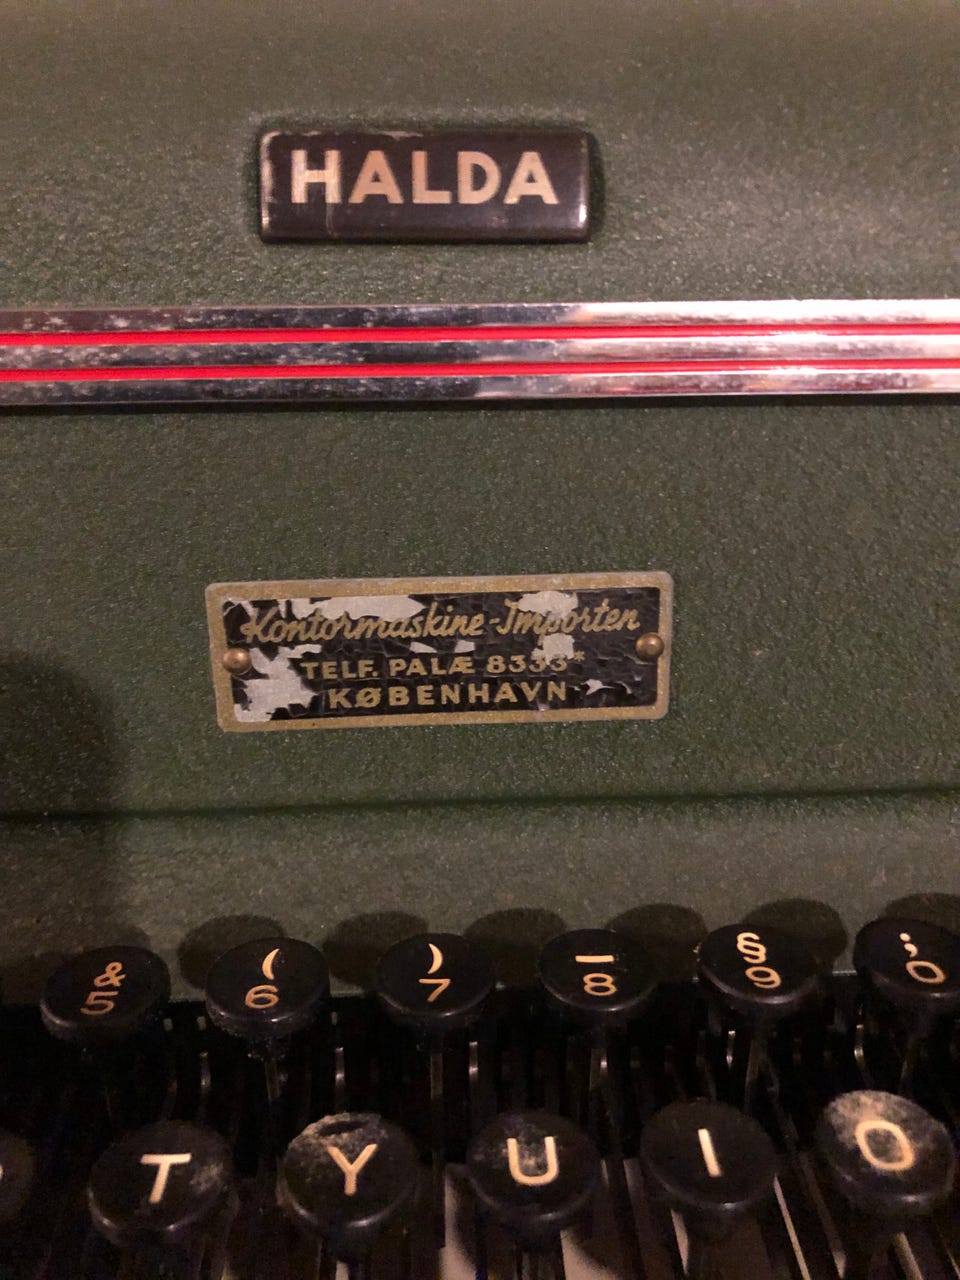 HALDA
Kontormaskine-Importen
TELF. PALÆ 8333*
KØBENHAVN
& ( ) _ § ;
5 6 7 8 9 0
T Y U I O